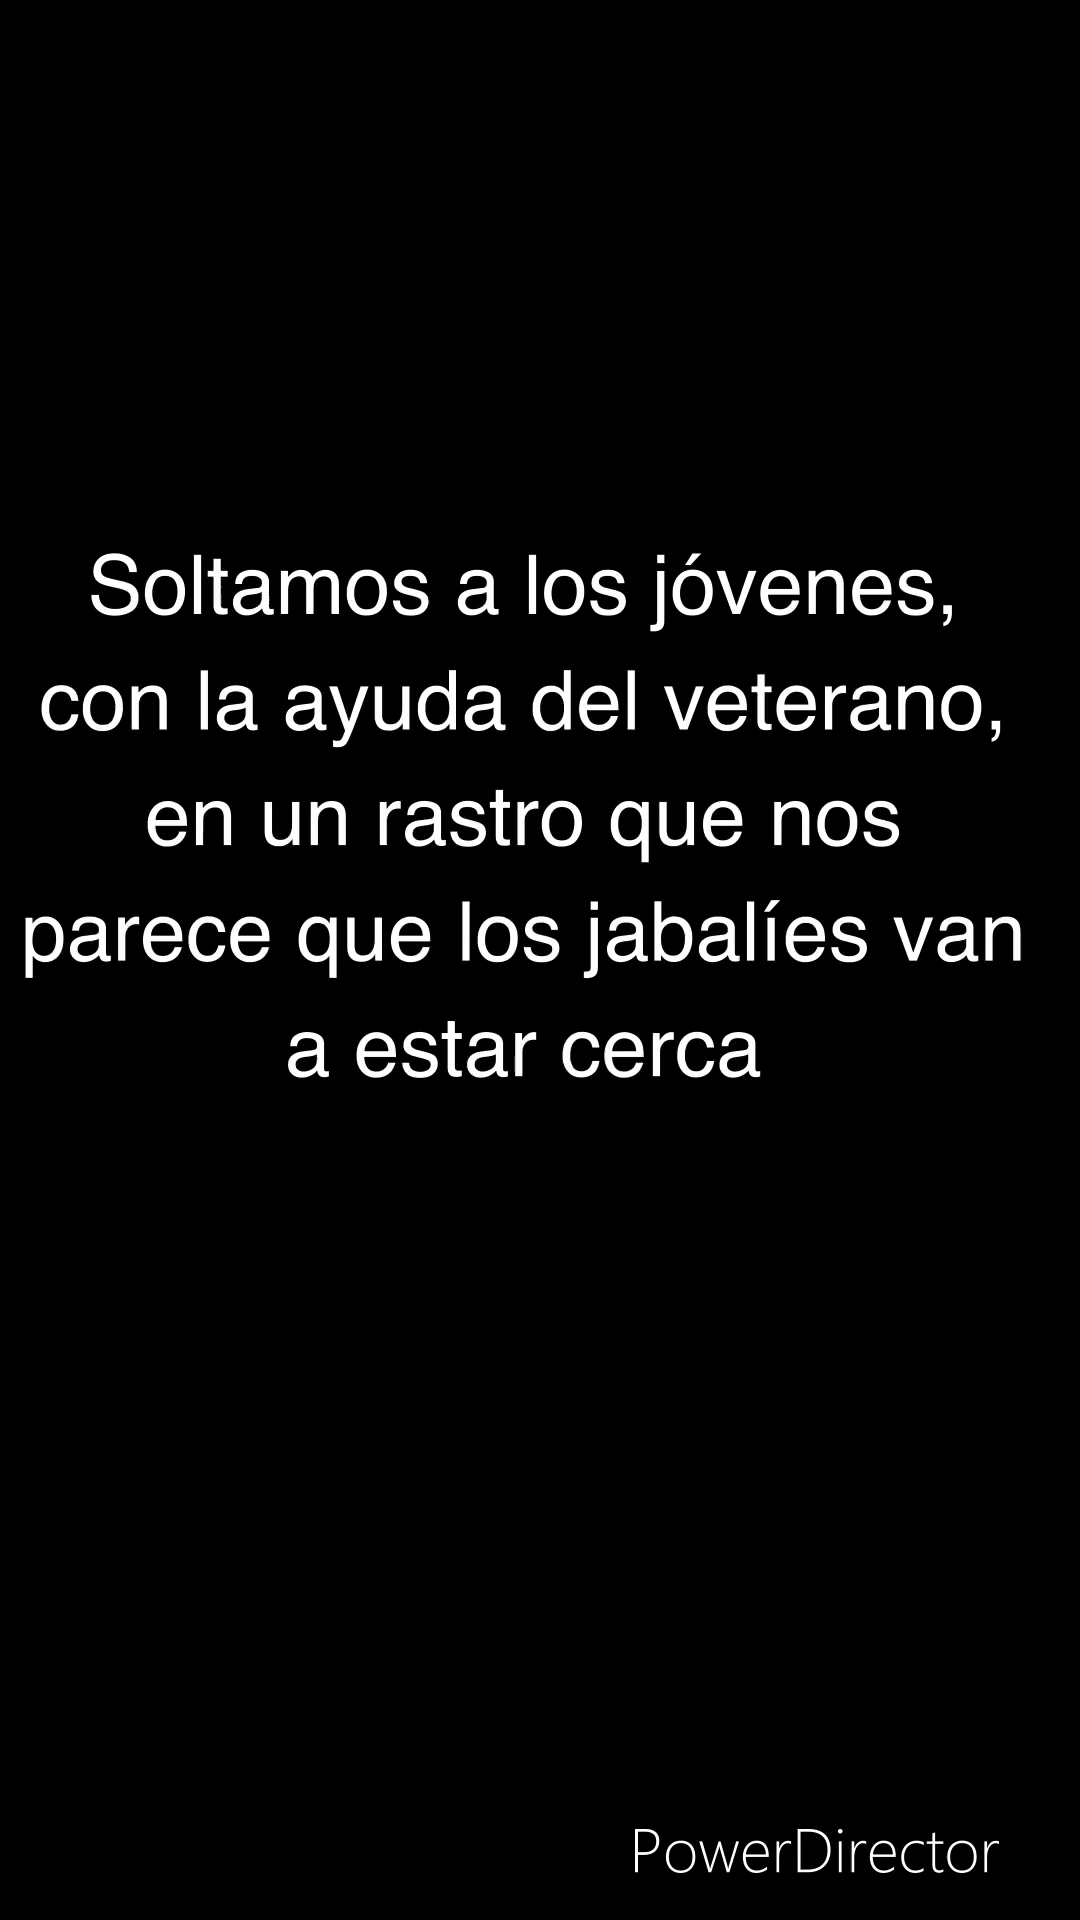 Soltamos a los jóvenes,
con la ayuda del veterano,
en un rastro que nos
parece que los jabalíes van
a estar cerca
PowerDirector